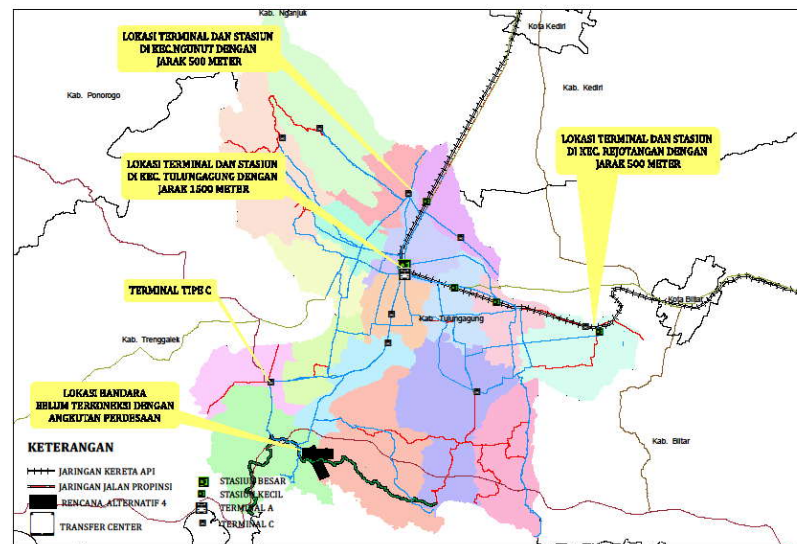 Kab. Nganjuk
Kota Kediri
LOKASI TERMINAL DAN STASIUN
DI KEC.NGUNUT DENGAN
JARAK 500 METER
Kab. Ponorogo
Kab. Kediri
LOKASI TERMINAL DAN STASIUN
DI KEC. REJOTANGAN DENGAN
JARAK 500 METER
LOKASI TERMINAL DAN STASIUN
DI KEC. TULUNGAGUNG DENGAN
JARAK 1500 METER
TERMINAL TIPE C
Kota Blitar
Kab. Tulungagung
Kab. Trenggalek
LOKASI BANDARA
BELUM TERKONEKSI DENGAN
ANGKUTAN PERDESAAN
Kab. Blitar
KETERANGAN
JARINGAN KERETA API
JARINGAN JALAN PROPINSI
RENCANA ALTERNATIF 4
TRANSFER CENTER
STASIUN BESAR
STASIUN KECIL
TERMINAL A
TERMINAL C